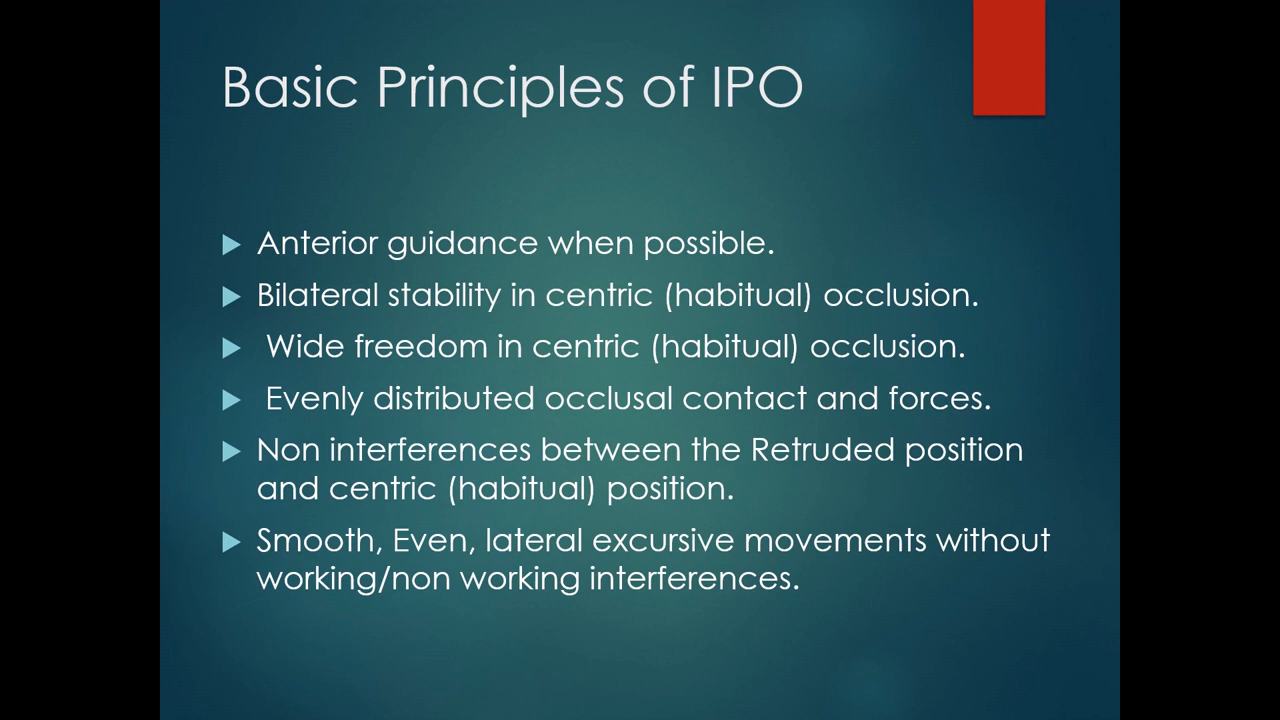 Basic Principles of IPO
Anterior guidance when possible.
Bilateral stability in centric (habitual) occlusion.
Wide freedom in centric (habitual) occlusion.
Evenly distributed occlusal contact and forces.
Non interferences between the Retruded position
and centric (habitual) position.
Smooth, Even, lateral excursive movements without
working/non working interferences.